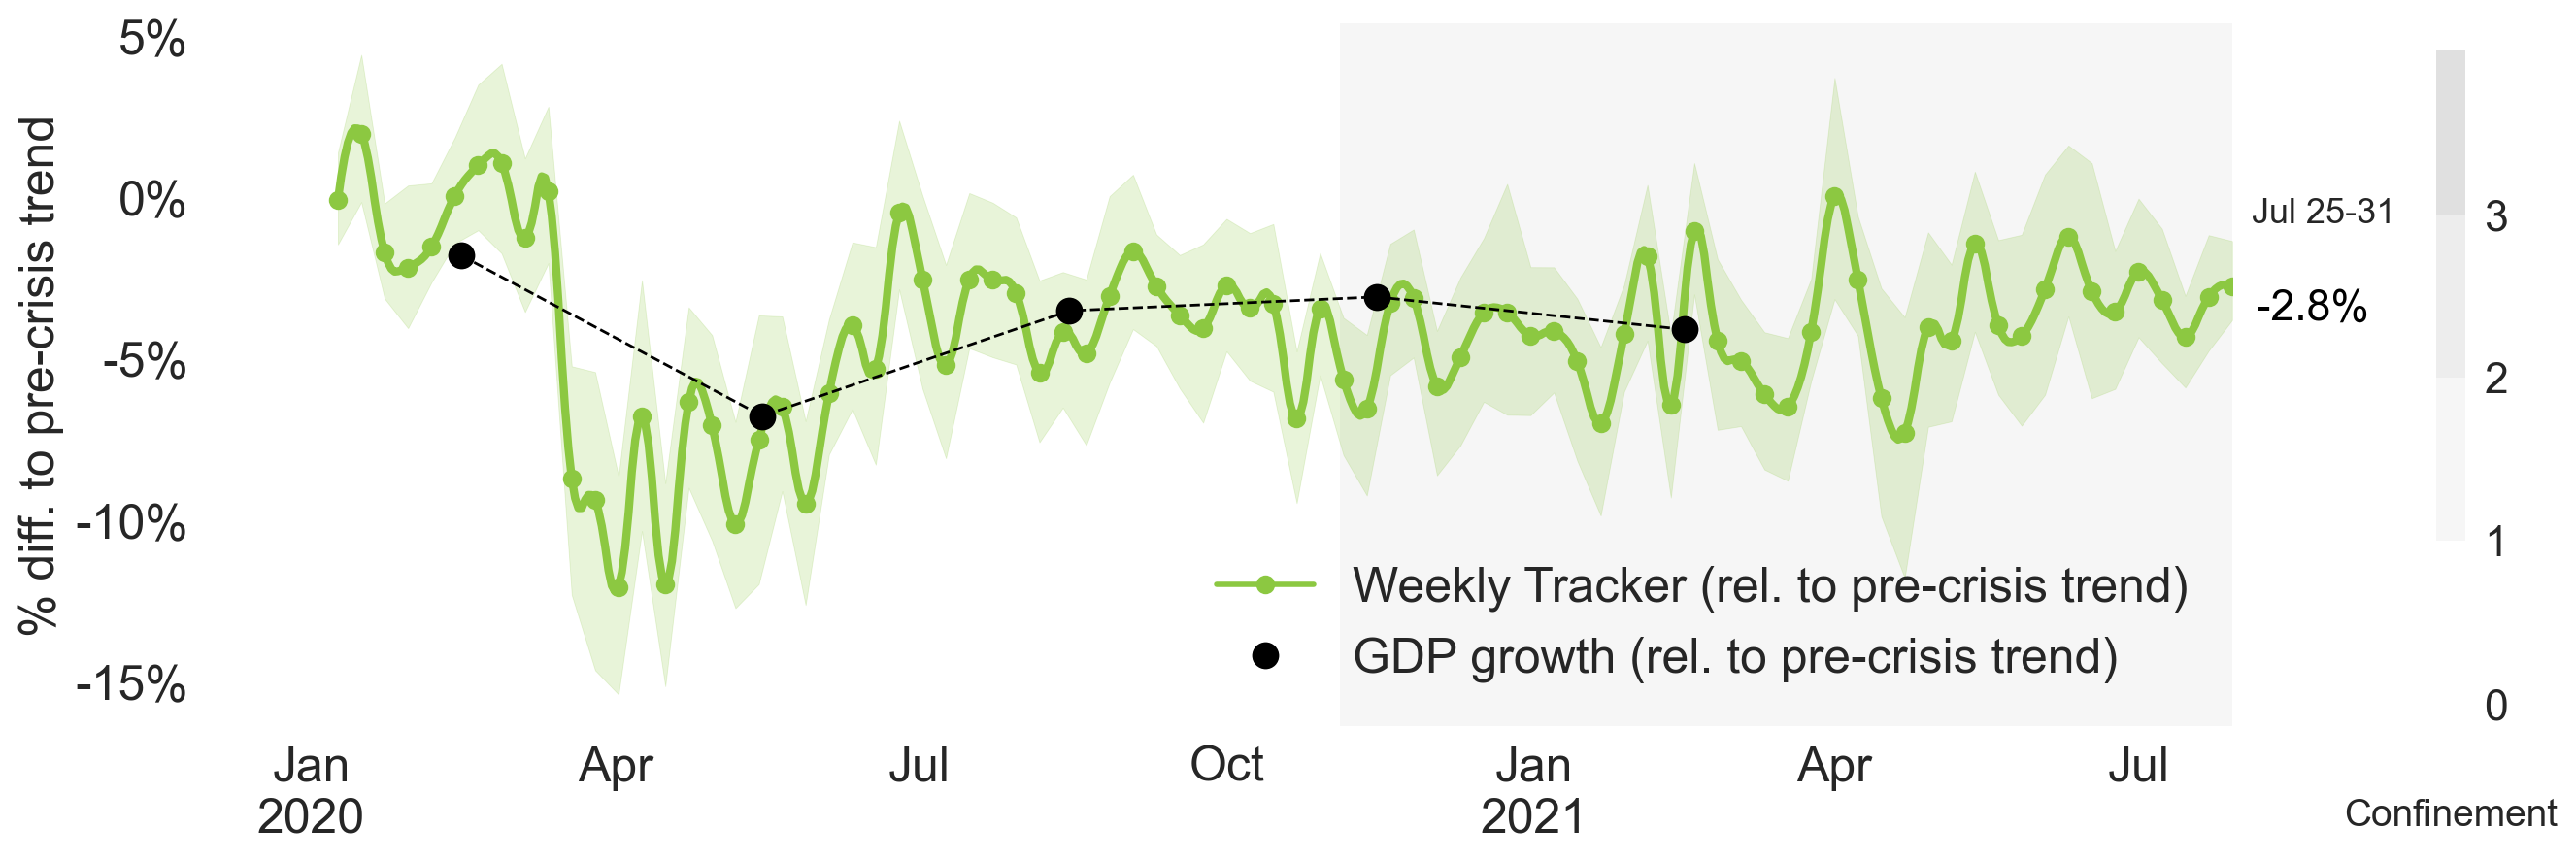 % diff. to pre-crisis trend
5%
0%
-5%
-10%
-15%
Jan
2020
Apr
Jul
Oct
Jan
2021
Apr
Jul
Weekly Tracker (rel. to pre-crisis trend)
GDP growth (rel. to pre-crisis trend)
Jul 25-31
-2.8%
3
2
1
0
Confinement